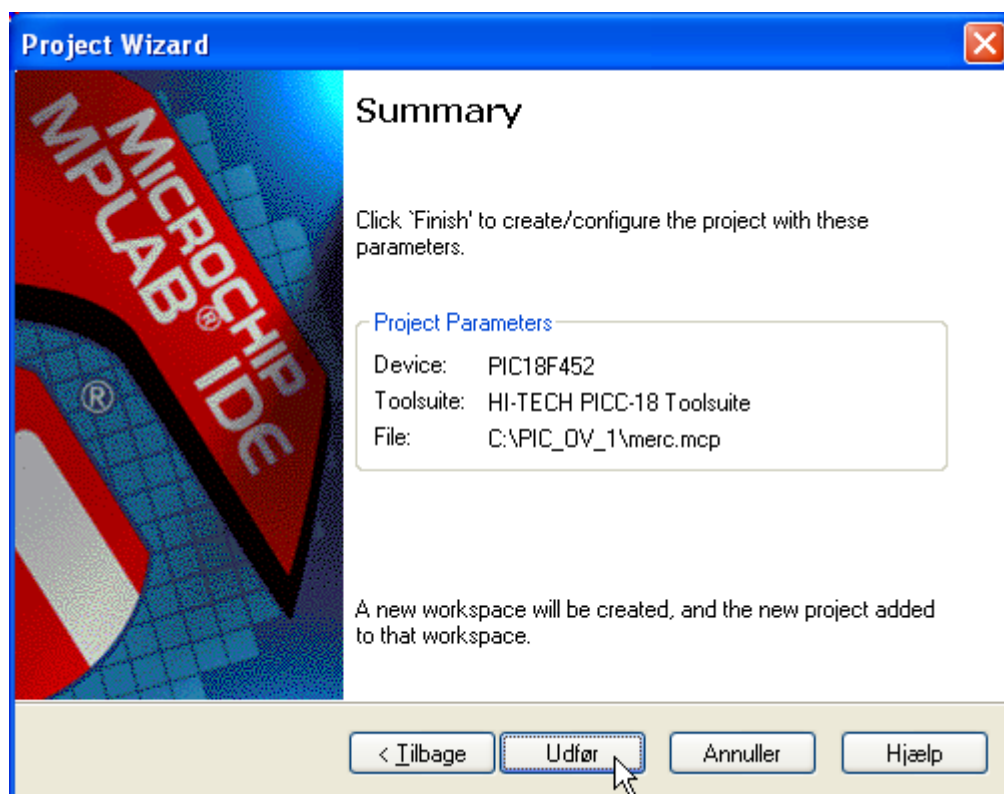 Project Wizard
MICROCHIP
MPLAB® IDE
®
Summary
Click `Finish' to create/configure the project with these
parameters.
Project Parameters
Device: PIC18F452
Toolsuite: HI-TECH PICC-18 Toolsuite
File: C:\PIC_OV_1\merc.mcp
A new workspace will be created, and the new project added
to that workspace.
< Tilbage Udfør Annuller Hjælp